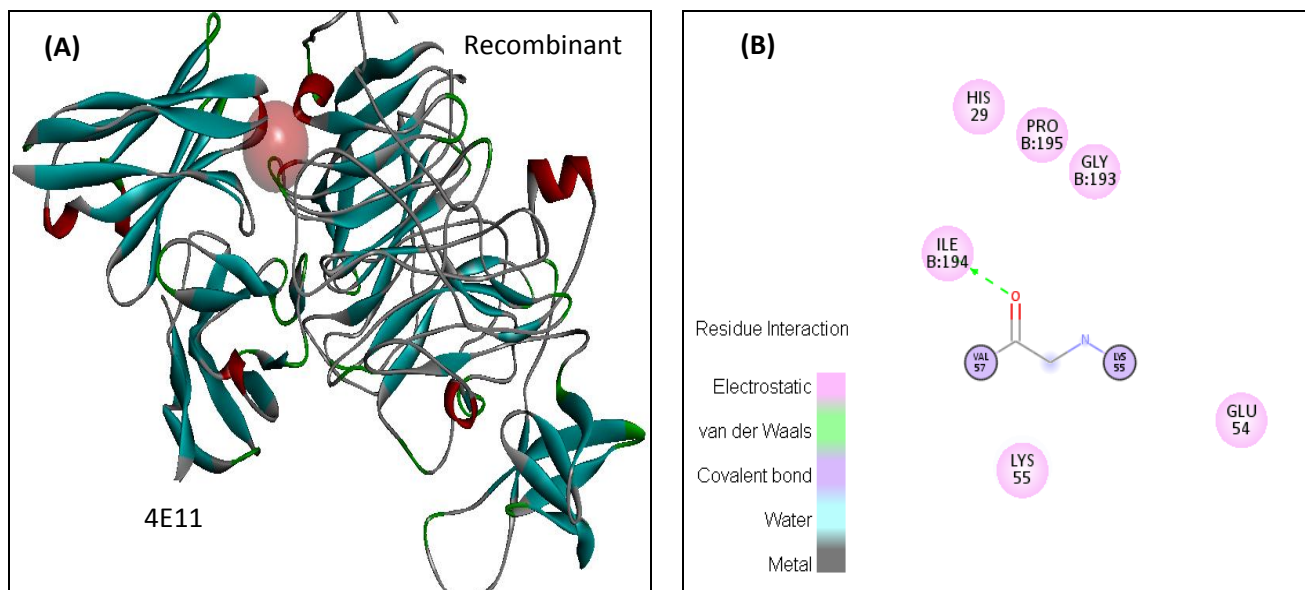 (A)
Recombinant
4E11
(B)
HIS
29
PRO
B:195
GLY
B:193
ILE
B:194
O
N
VAL
57
LYS
55
GLU
54
LYS
55
Residue Interaction
Electrostatic
van der Waals
Covalent bond
Water
Metal